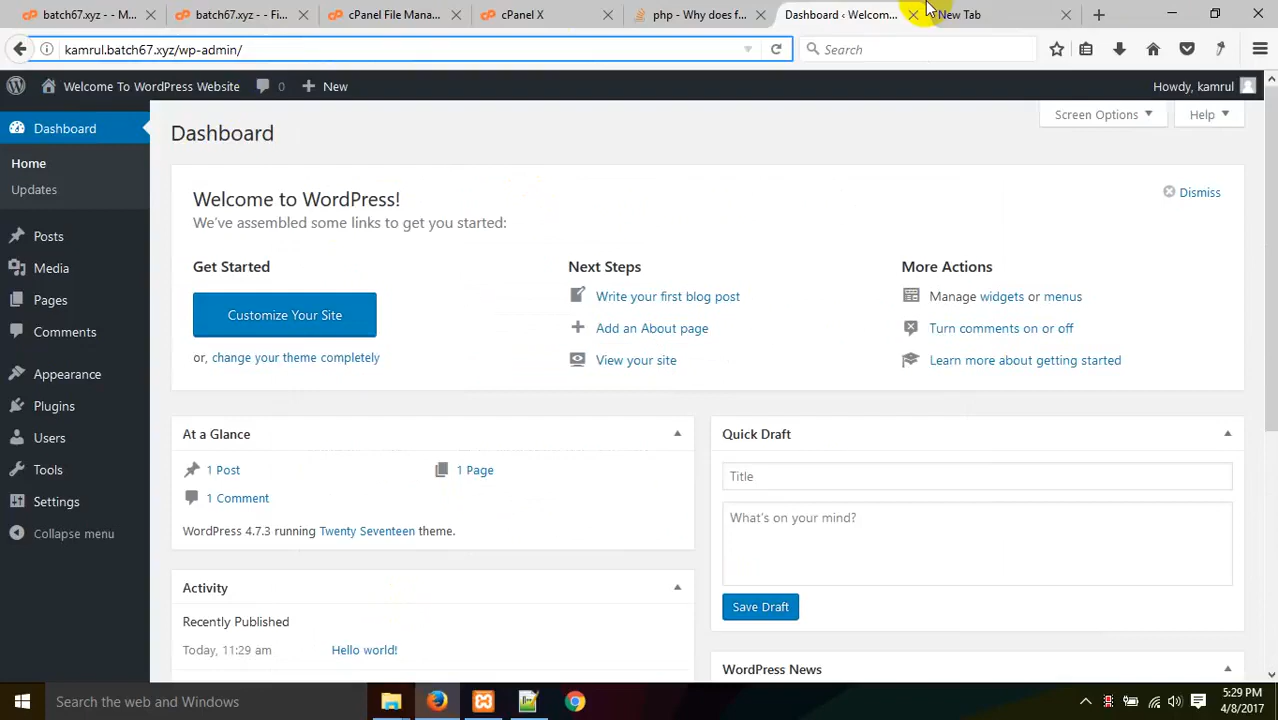 batch67.xyz - - M...
batch67.xyz - - Fi...
cPanel File Mana...
cPanel X
php - Why does f...
Dashboard ‹ Welcom...
New Tab
kamrul.batch67.xyz/wp-admin/
Search
Welcome To WordPress Website
0
New
Howdy, kamrul
Dashboard
Home
Updates
Posts
Media
Pages
Comments
Appearance
Plugins
Users
Tools
Settings
Collapse menu
Screen Options
Help
Dashboard
Welcome to WordPress!
We've assembled some links to get you started:
Dismiss
Get Started
Customize Your Site
or, change your theme completely
Next Steps
Write your first blog post
Add an About page
View your site
More Actions
Manage widgets or menus
Turn comments on or off
Learn more about getting started
At a Glance
1 Post
1 Page
1 Comment
WordPress 4.7.3 running Twenty Seventeen theme.
Activity
Recently Published
Today, 11:29 am
Hello world!
Quick Draft
Title
What's on your mind?
Save Draft
WordPress News
Search the web and Windows
5:29 PM
4/8/2017